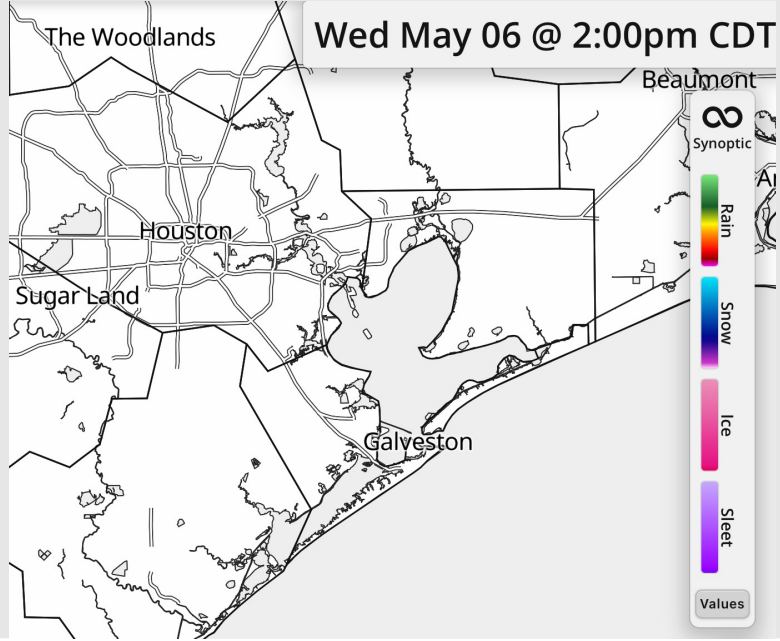 Wed May 06 @ 2:00pm CDT
The Woodlands
Beaumont
Synoptic
Rain
Houston
Snow
Sugar Land
Ice
Galveston
Sleet
Values